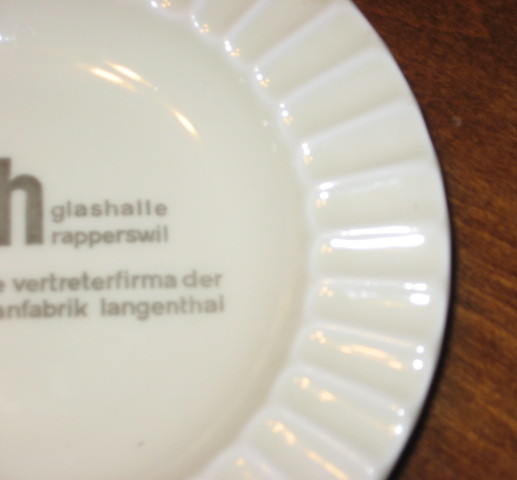 h glashalle
rapperswil
e vertreterfirma der
anfabrik langenthal